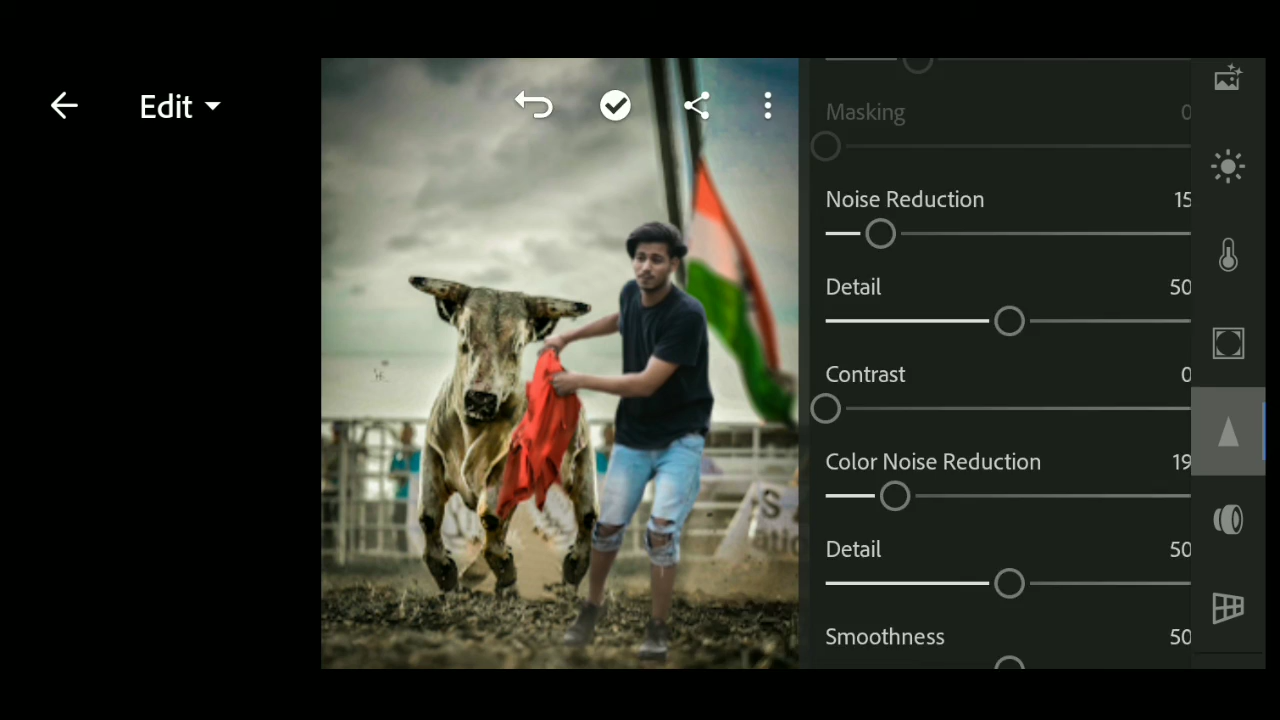 Edit
Masking 0
Noise Reduction 15
Detail 50
Contrast 0
Color Noise Reduction 19
Detail 50
Smoothness 50
S